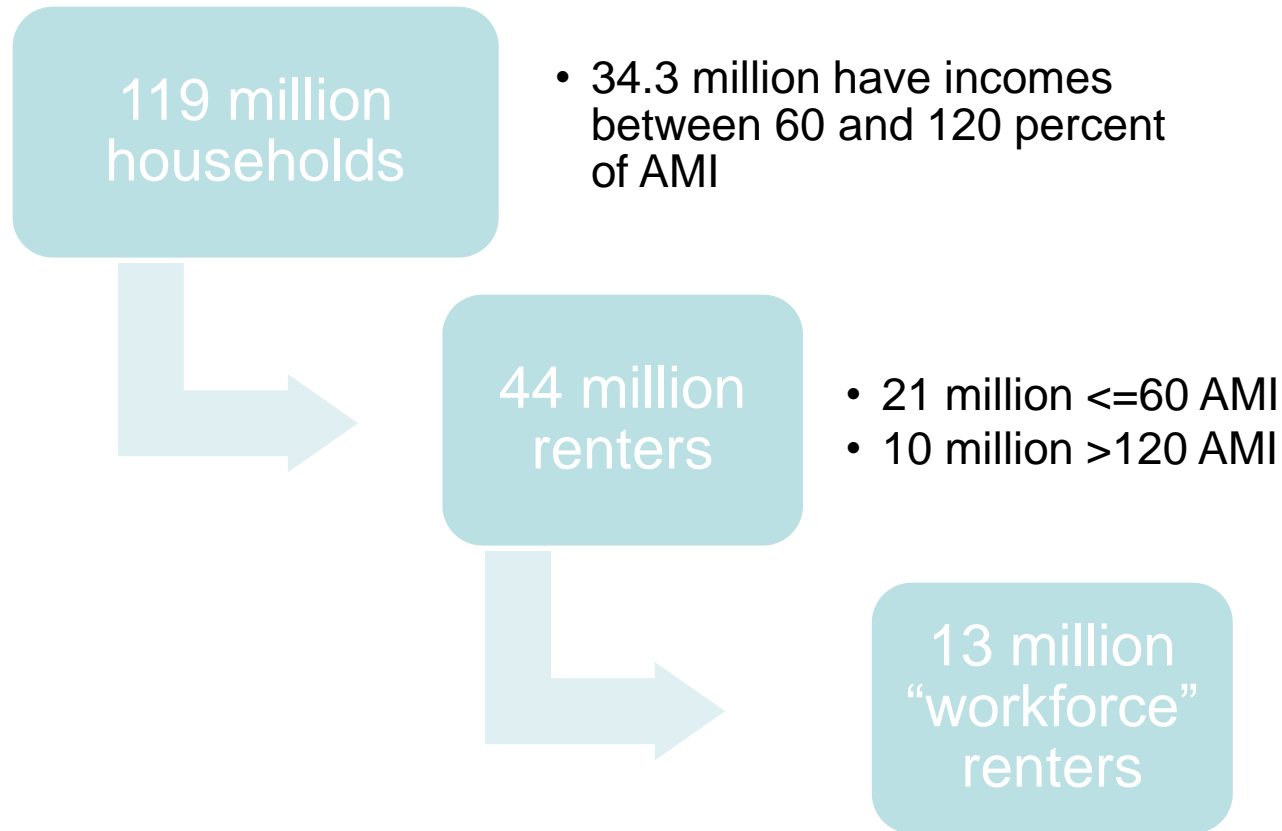 119 million
households
• 34.3 million have incomes
between 60 and 120 percent
of AMI
44 million
renters
• 21 million <=60 AMI
• 10 million >120 AMI
13 million
“workforce”
renters